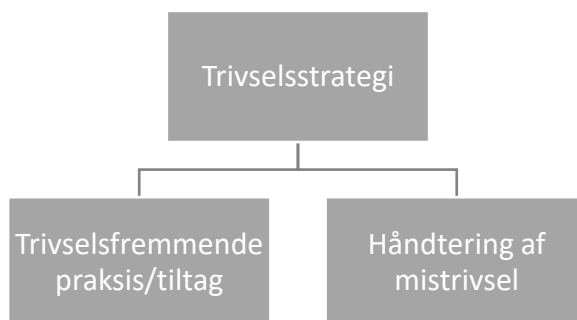 Trivselsstrategi
Trivselsfremmende
praksis/tiltag
Håndtering af
mistrivsel